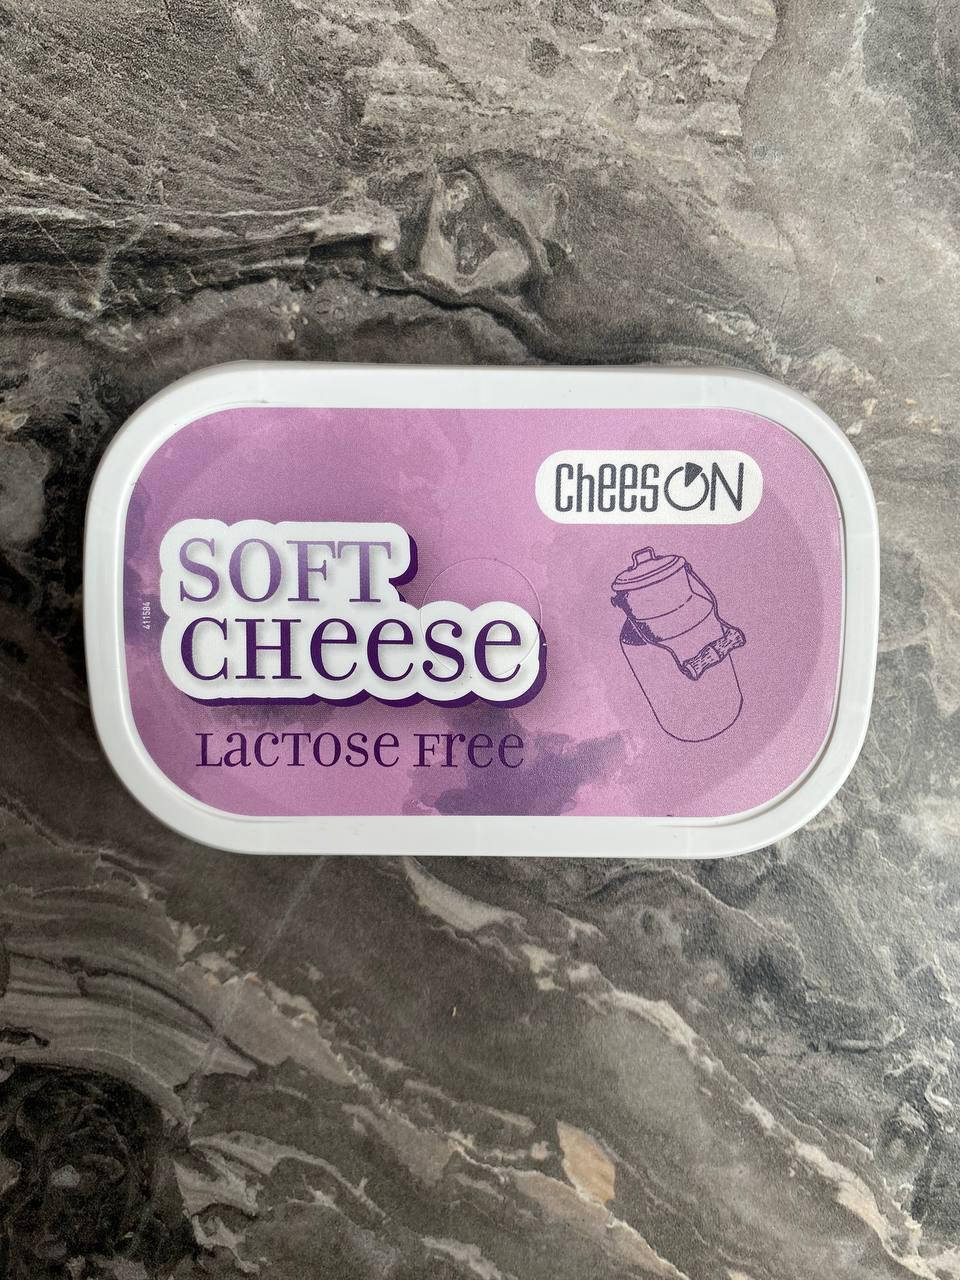 CheesON
SOFT
CHeese
LacTose Free
411584